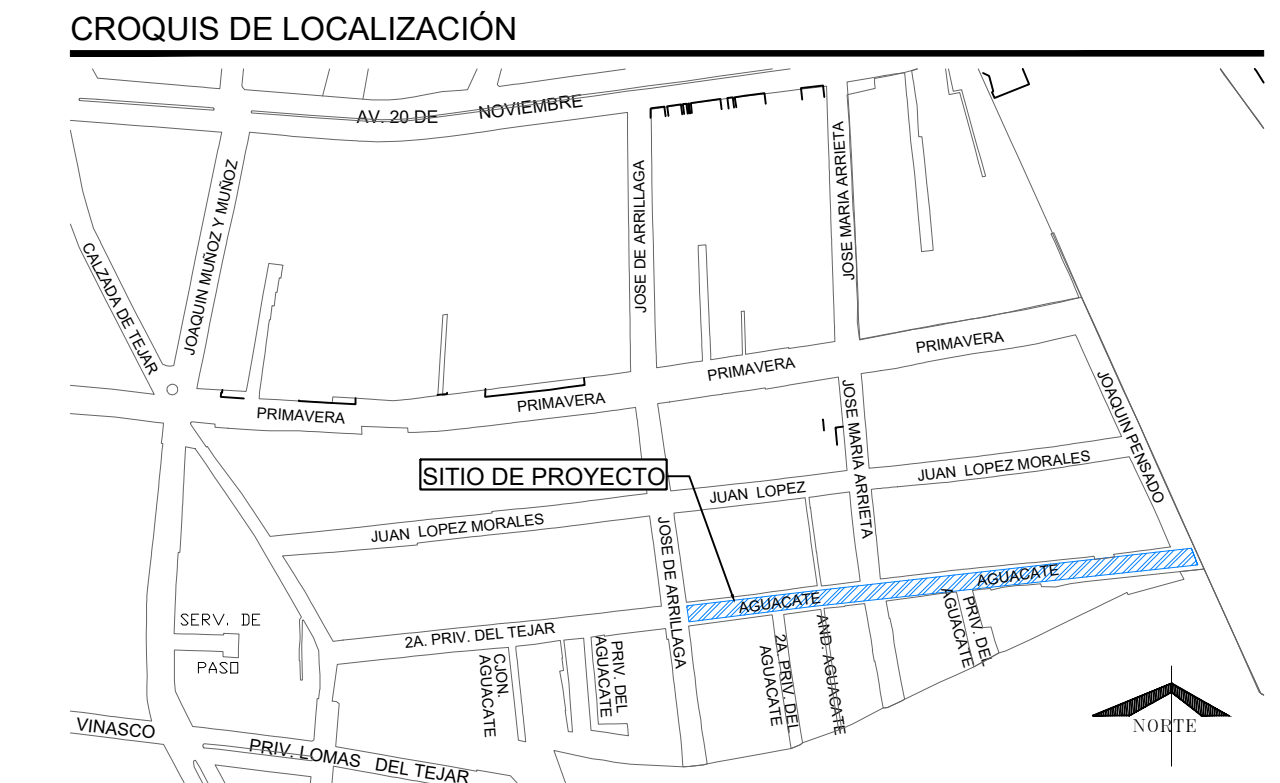 CROQUIS DE LOCALIZACIÓN
AV. 20 DE NOVIEMBRE
CALZADA DE TEJAR
JOAQUIN MUÑOZ Y MUÑOZ
JOSE DE ARRILLAGA
JOSE MARIA ARRIETA
PRIMAVERA
PRIMAVERA
PRIMAVERA
PRIMAVERA
JOAQUIN PENSADO
JOSE MARIA ARRIETA
SITIO DE PROYECTO
JUAN LOPEZ MORALES
JUAN LOPEZ
JUAN LOPEZ MORALES
JOSE DE ARRILLAGA
AGUACATE
AGUACATE
SERV. DE
PASO
2A. PRIV. DEL TEJAR
CJON.
AGUACATE
PRIV. DEL
AGUACATE
2A. PRIV. DEL
AGUACATE
AND. AGUACATE
PRIV. DEL
AGUACATE
VINASCO
PRIV. LOMAS DEL TEJAR
NORTE